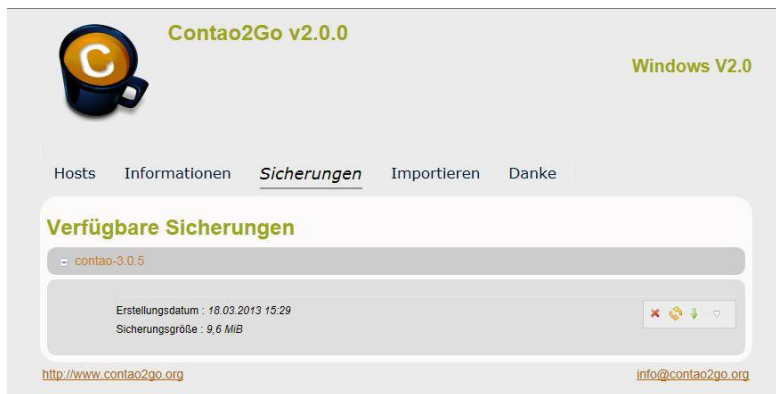 Contao2Go v2.0.0
C
Windows V2.0
Hosts Informationen Sicherungen Importieren Danke
Verfügbare Sicherungen
contao-3.0.5
Erstellungsdatum : 18.03.2013 15:29
Sicherungsgröße : 9,6 MiB
http://www.contao2go.org info@contao2go.org